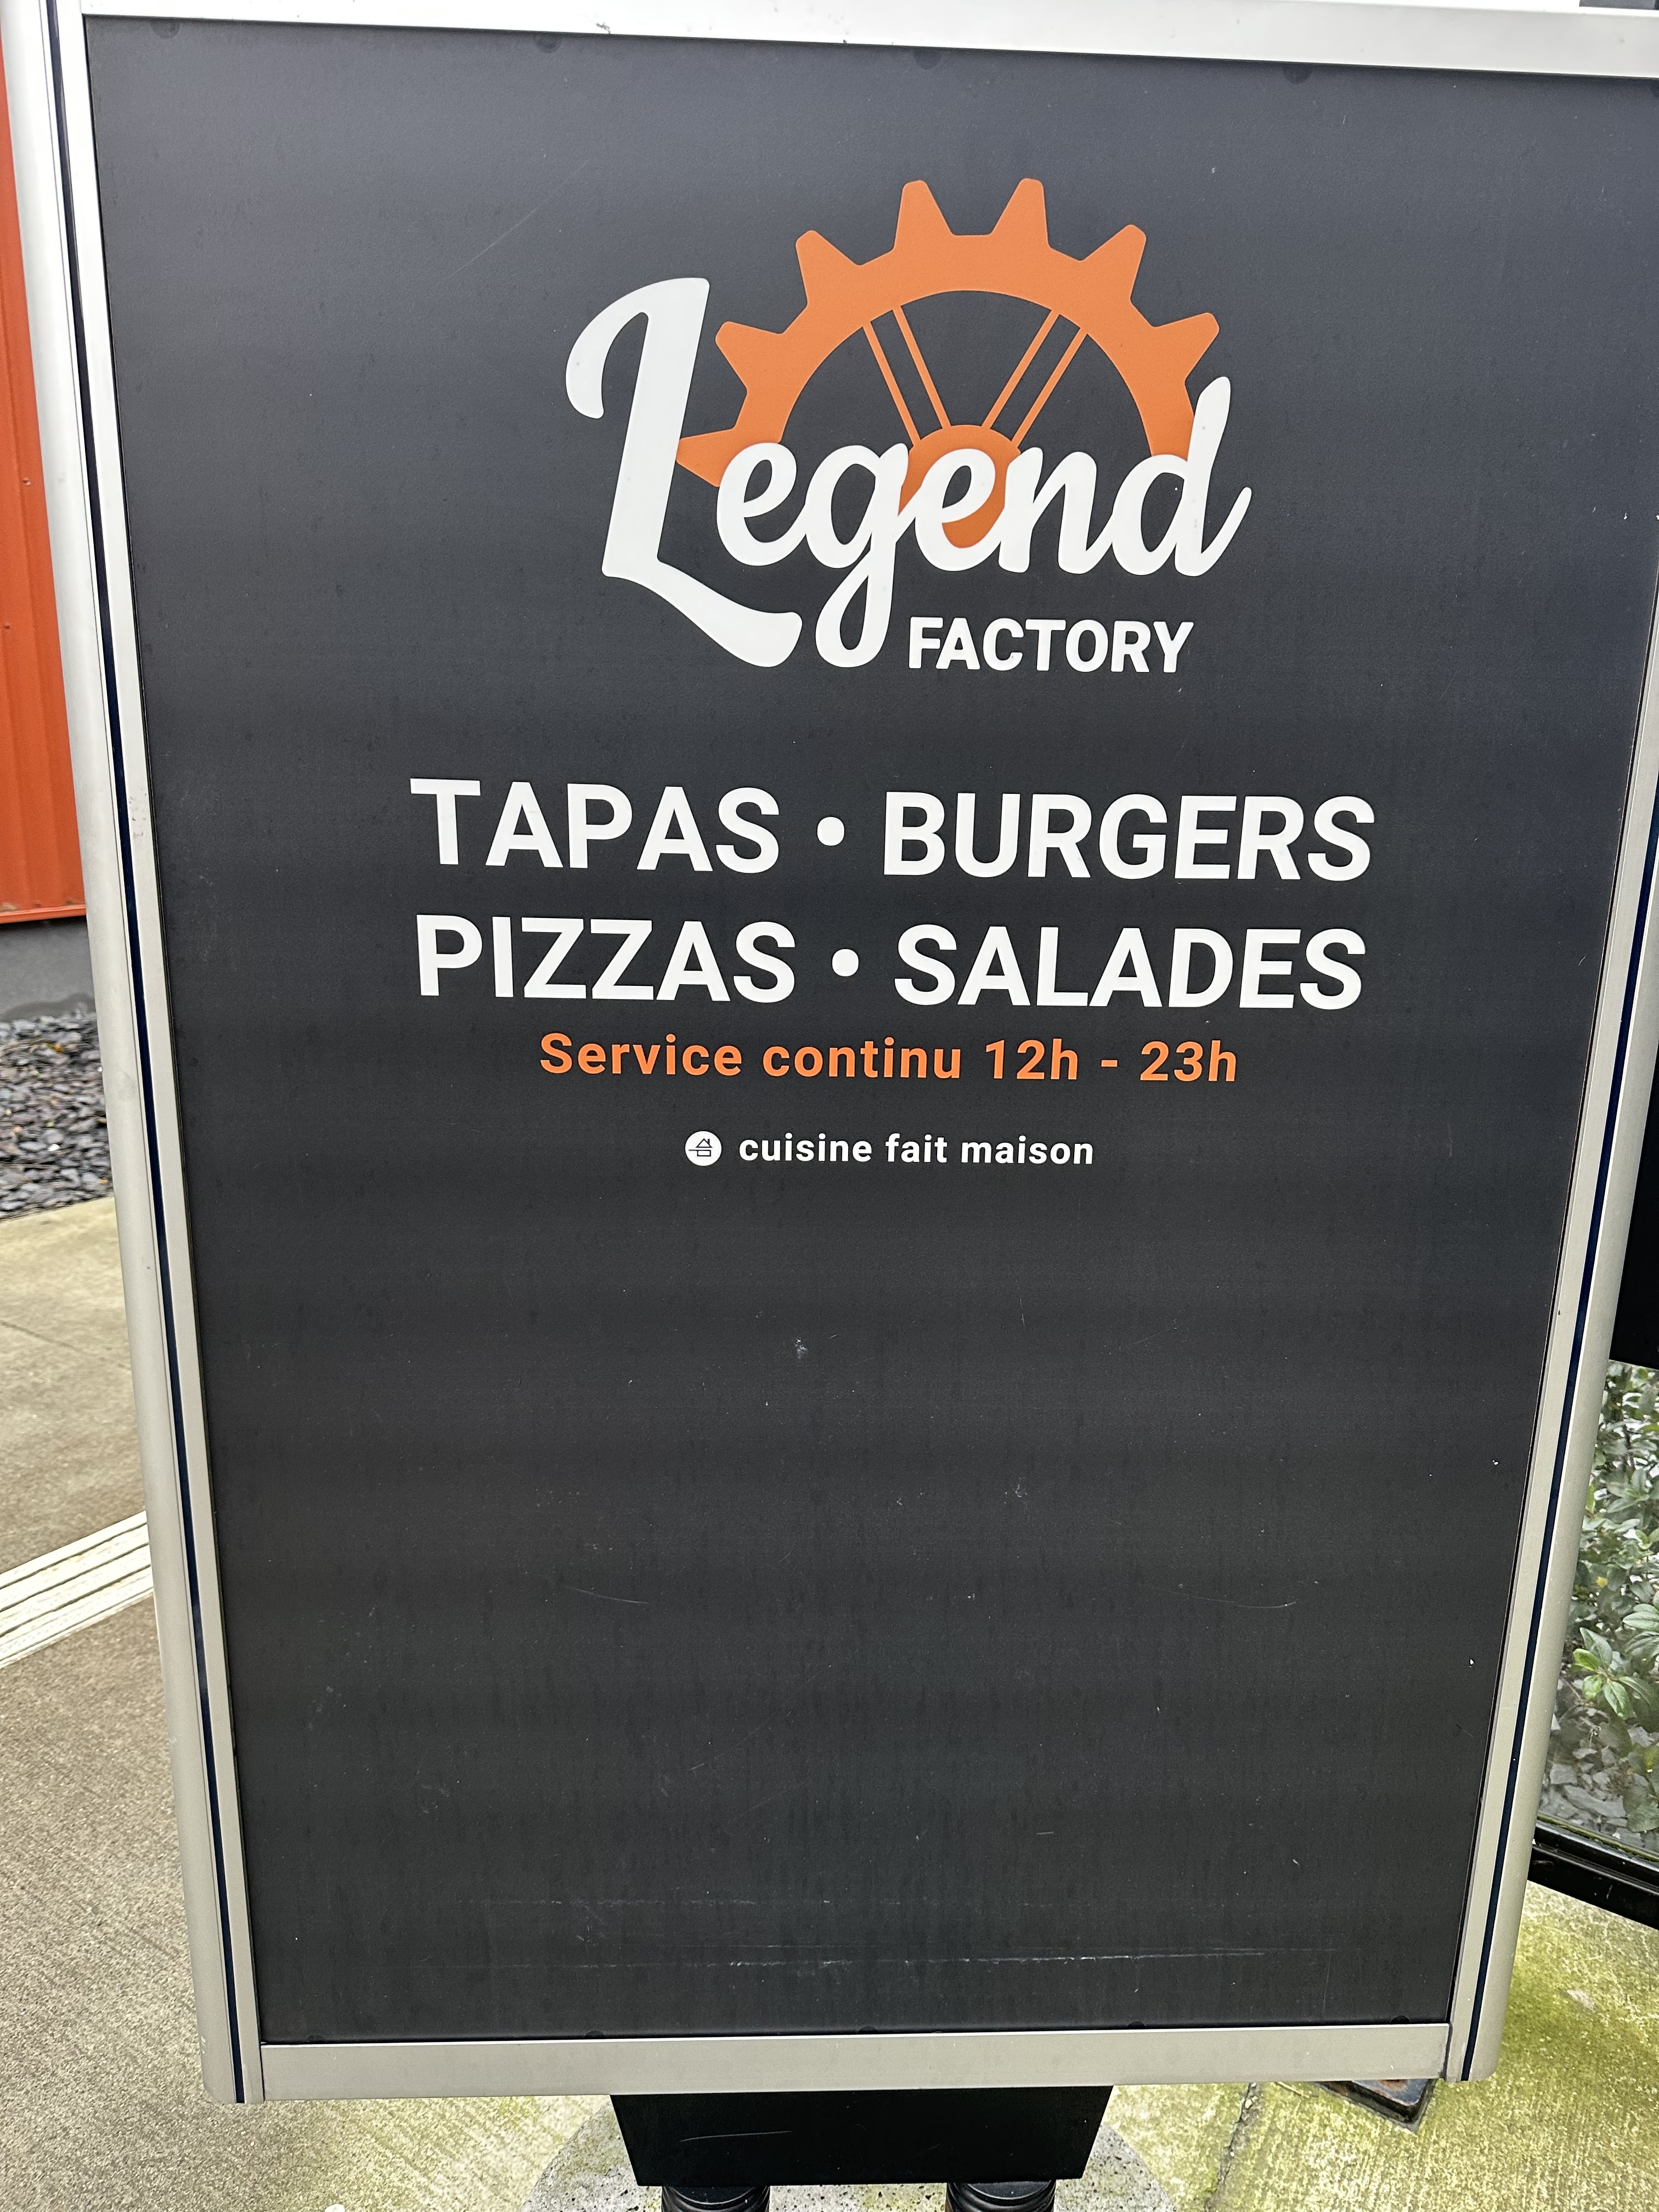 Legend
FACTORY
TAPAS • BURGERS
PIZZAS • SALADES
Service continu 12h - 23h
cuisine fait maison